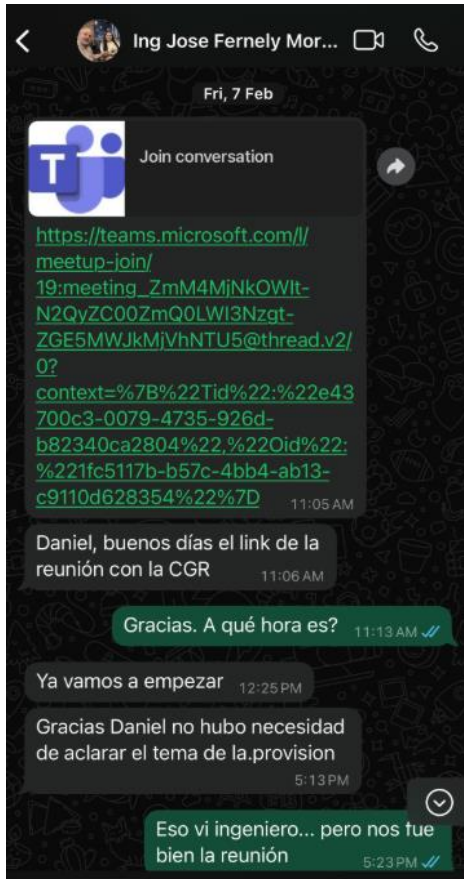 Ing Jose Fernely Mor...
Fri, 7 Feb
T
Join conversation
https://teams.microsoft.com/l/
meetup-join/
19:meeting_ZmM4MjNkOWIt-
N2QyZC00ZmQ0LWI3Nzgt-
ZGE5MWJkMjVhNTU5@thread.v2/
0?
context=%7B%22Tid%22:%22e43
700c3-0079-4735-926d-
b82340ca2804%22,%22Oid%22:
%221fc5117b-b57c-4bb4-ab13-
c9110d628354%22%7D
11:05 AM
Daniel, buenos días el link de la
reunión con la CGR
11:06 AM
Gracias. A qué hora es?
11:13 AM
Ya vamos a empezar
12:25 PM
Gracias Daniel no hubo necesidad
de aclarar el tema de la.provision
5:13 PM
Eso vi ingeniero... pero nos fue
bien la reunión
5:23 PM